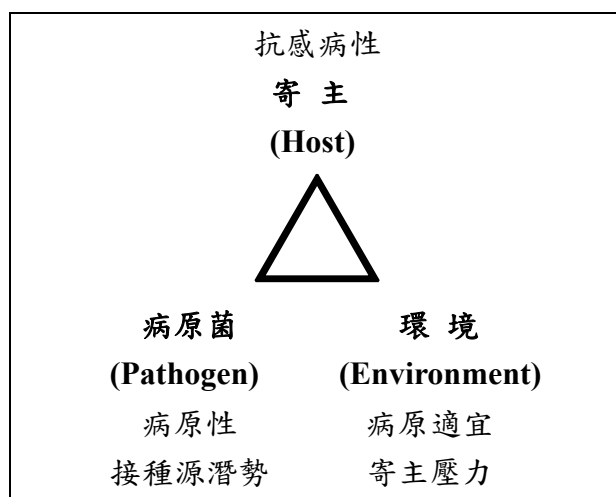 抗感病性
寄 主
(Host)
病原菌 環 境
(Pathogen) (Environment)
病原性 病原適宜
接種源潛勢 寄主壓力